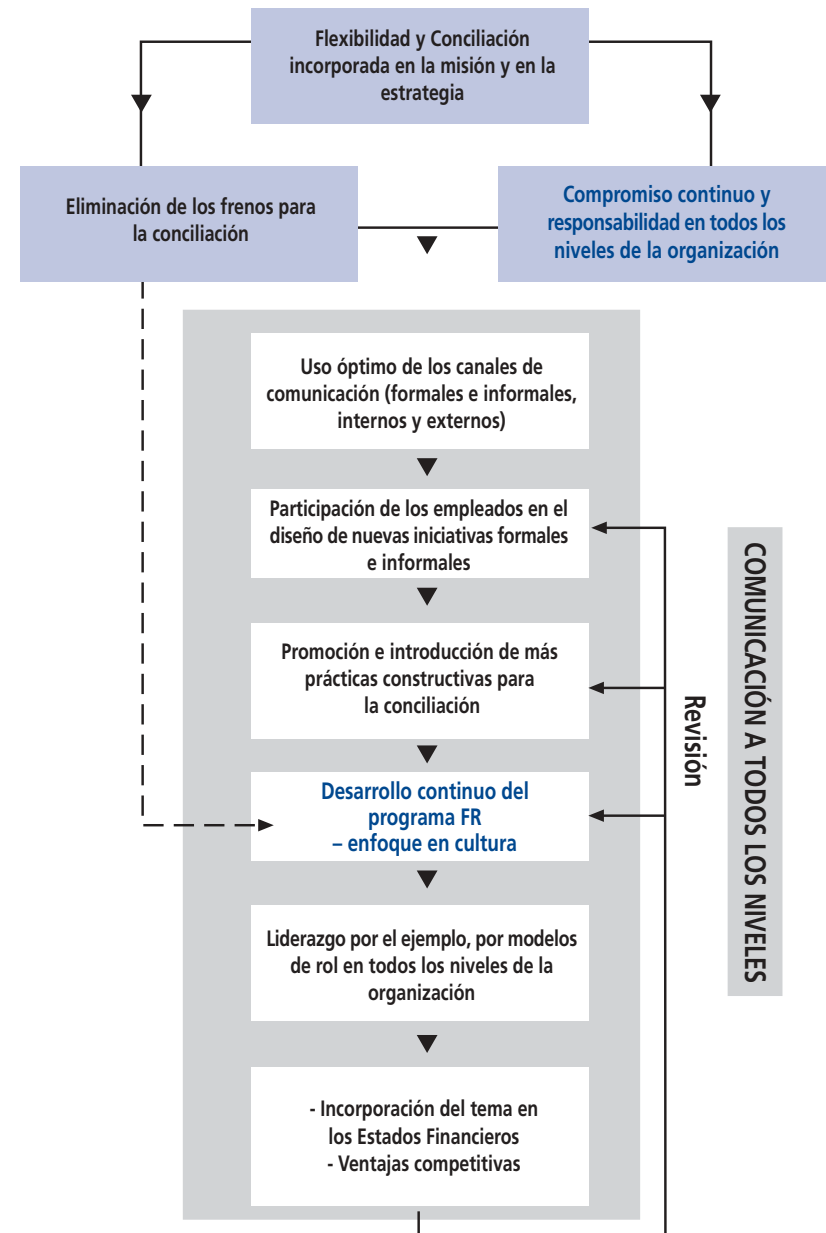 Flexibilidad y Conciliación
incorporada en la misión y en la
estrategia
Eliminación de los frenos para
la conciliación
Compromiso continuo y
responsabilidad en todos los
niveles de la organización
Uso óptimo de los canales de
comunicación (formales e informales,
internos y externos)
Participación de los empleados en el
diseño de nuevas iniciativas formales
e informales
Promoción e introducción de más
prácticas constructivas para
la conciliación
Desarrollo continuo del
programa FR
– enfoque en cultura
Liderazgo por el ejemplo, por modelos
de rol en todos los niveles de la
organización
- Incorporación del tema en
los Estados Financieros
- Ventajas competitivas
Revisión
COMUNICACIÓN A TODOS LOS NIVELES